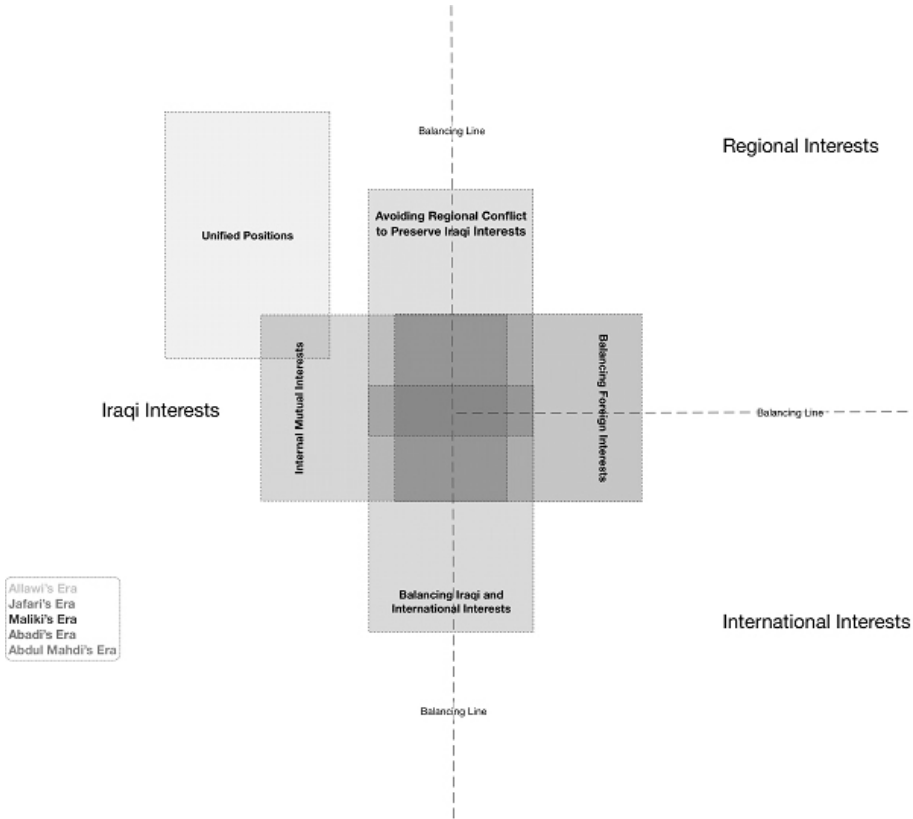 Balancing Line
Regional Interests
Avoiding Regional Conflict
to Preserve Iraqi Interests
Unified Positions
Internal Mutual Interests
Balancing Foreign Interests
Iraqi Interests
Balancing Line
Allawi's Era
Jafari's Era
Maliki's Era
Abadi's Era
Abdul Mahdi's Era
Balancing Iraqi and
International Interests
International Interests
Balancing Line